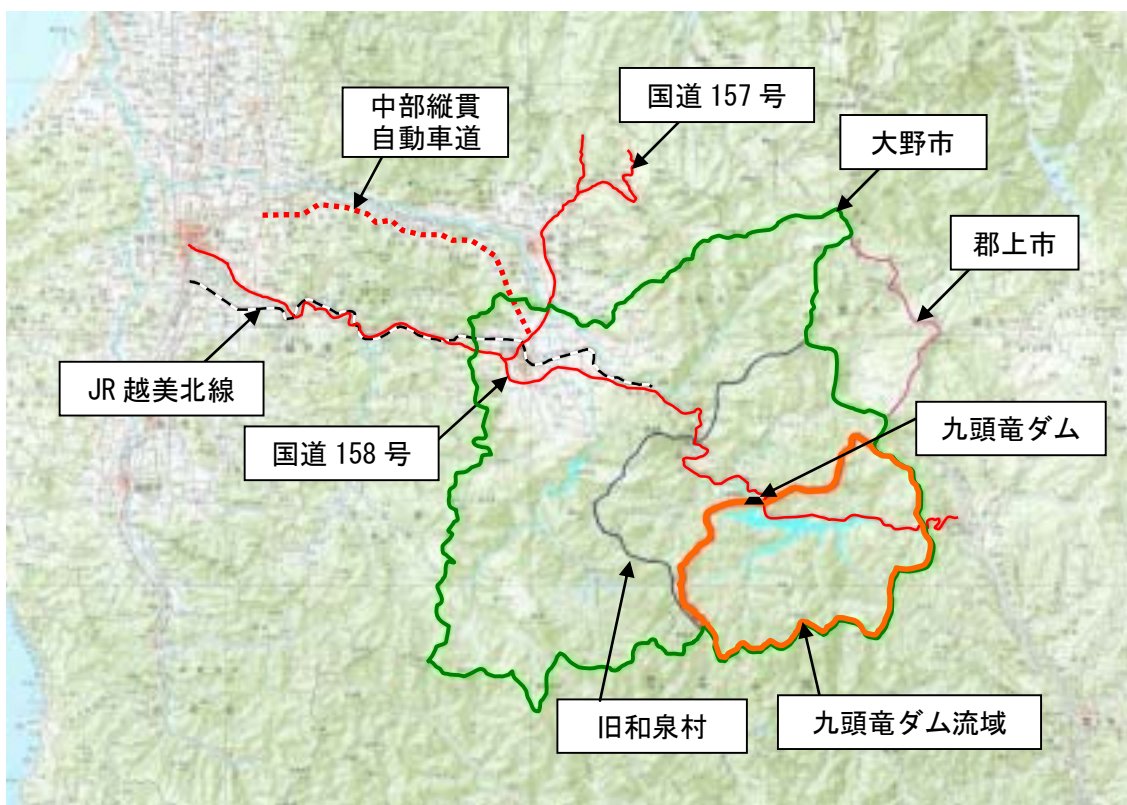 国道 157 号
中部縦貫
自動車道
大野市
郡上市
JR 越美北線
九頭竜ダム
国道 158 号
旧和泉村
九頭竜ダム流域